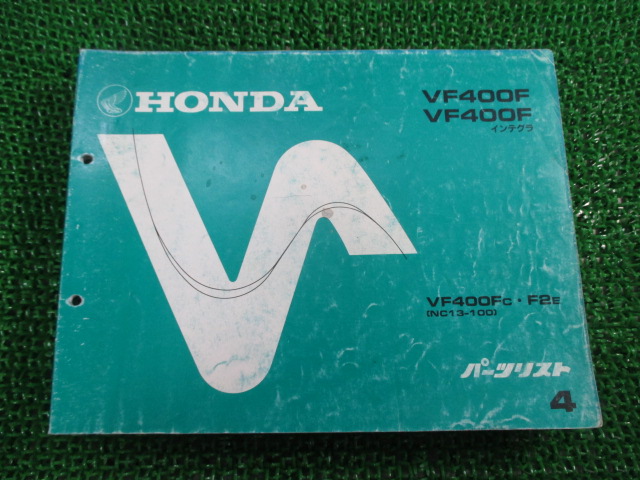 HONDA
VF400F
VF400F
インテグラ
VF400Fc・F2E
(NC13-100)
パーツリスト
4